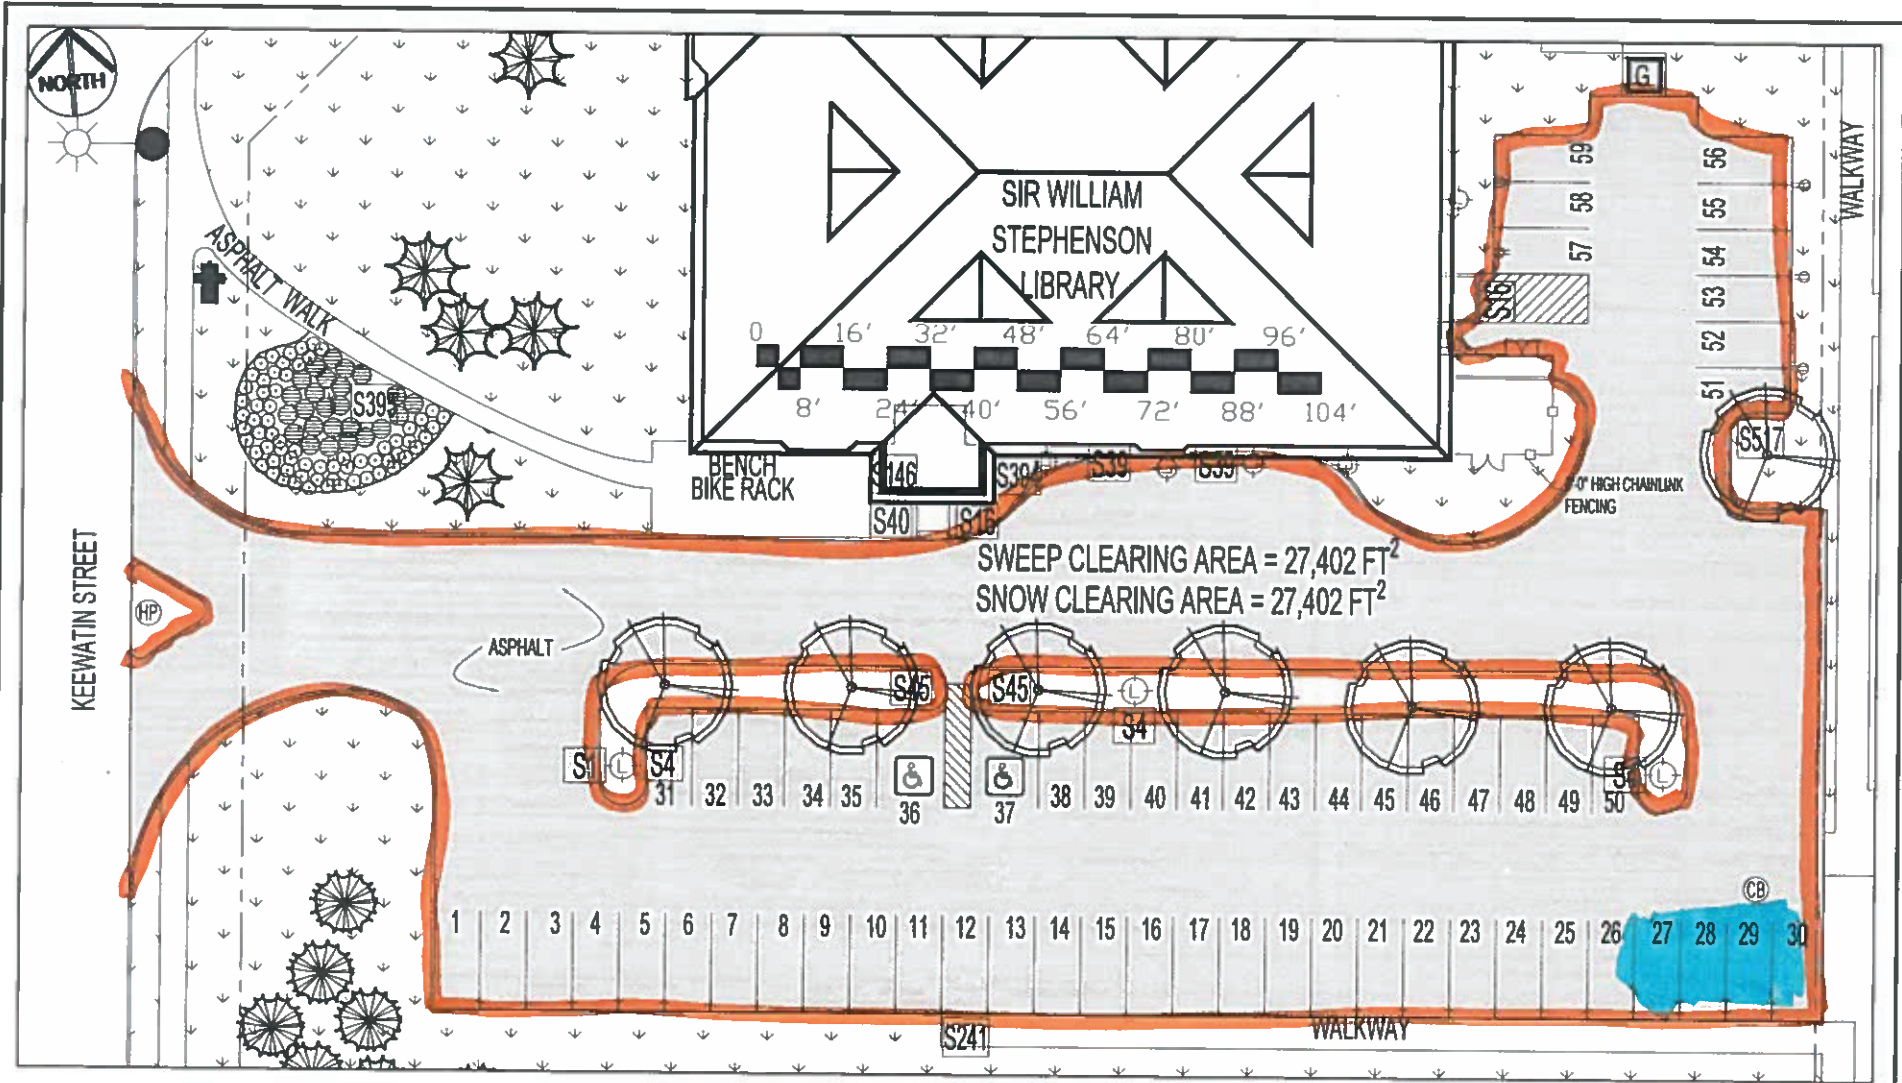 NORTH
G
WALKWAY
59
56
58
55
57
54
53
52
51
S16
SIR WILLIAM
STEPHENSON
LIBRARY
0 16' 32' 48' 64' 80' 96'
8' 24' 40' 56' 72' 88' 104'
ASPHALT WALK
S395
BENCH
BIKE RACK
S146
S394
S39
S39
S517
S40
S16
0" HIGH CHAINLINK
FENCING
KEEWATIN STREET
HP
SWEEP CLEARING AREA = 27,402 FT²
SNOW CLEARING AREA = 27,402 FT²
ASPHALT
S45
S45
L
S4
S1
L
S4
L
31 32 33 34 35 36 37 38 39 40 41 42 43 44 45 46 47 48 49 50
CB
1 2 3 4 5 6 7 8 9 10 11 12 13 14 15 16 17 18 19 20 21 22 23 24 25 26 27 28 29 30
S241
WALKWAY